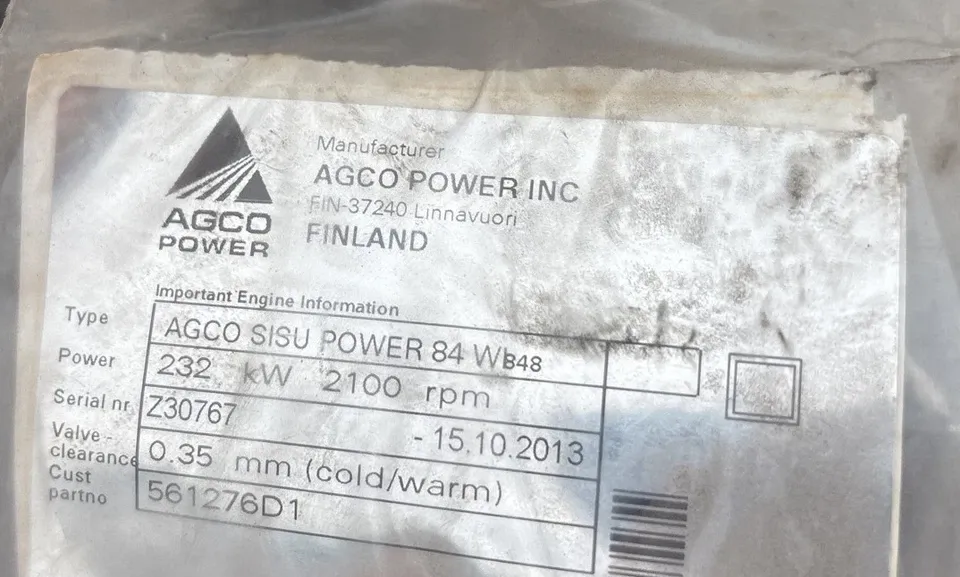 AGCO
POWER
Manufacturer
AGCO POWER INC
FIN-37240 Linnavuori
FINLAND
Important Engine Information
Type AGCO SISU POWER 84 WB48
Power 232 kW 2100 rpm
Serial nr Z30767 - 15.10.2013
Valve-
clearance 0.35 mm (cold/warm)
Cust
partno 561276D1